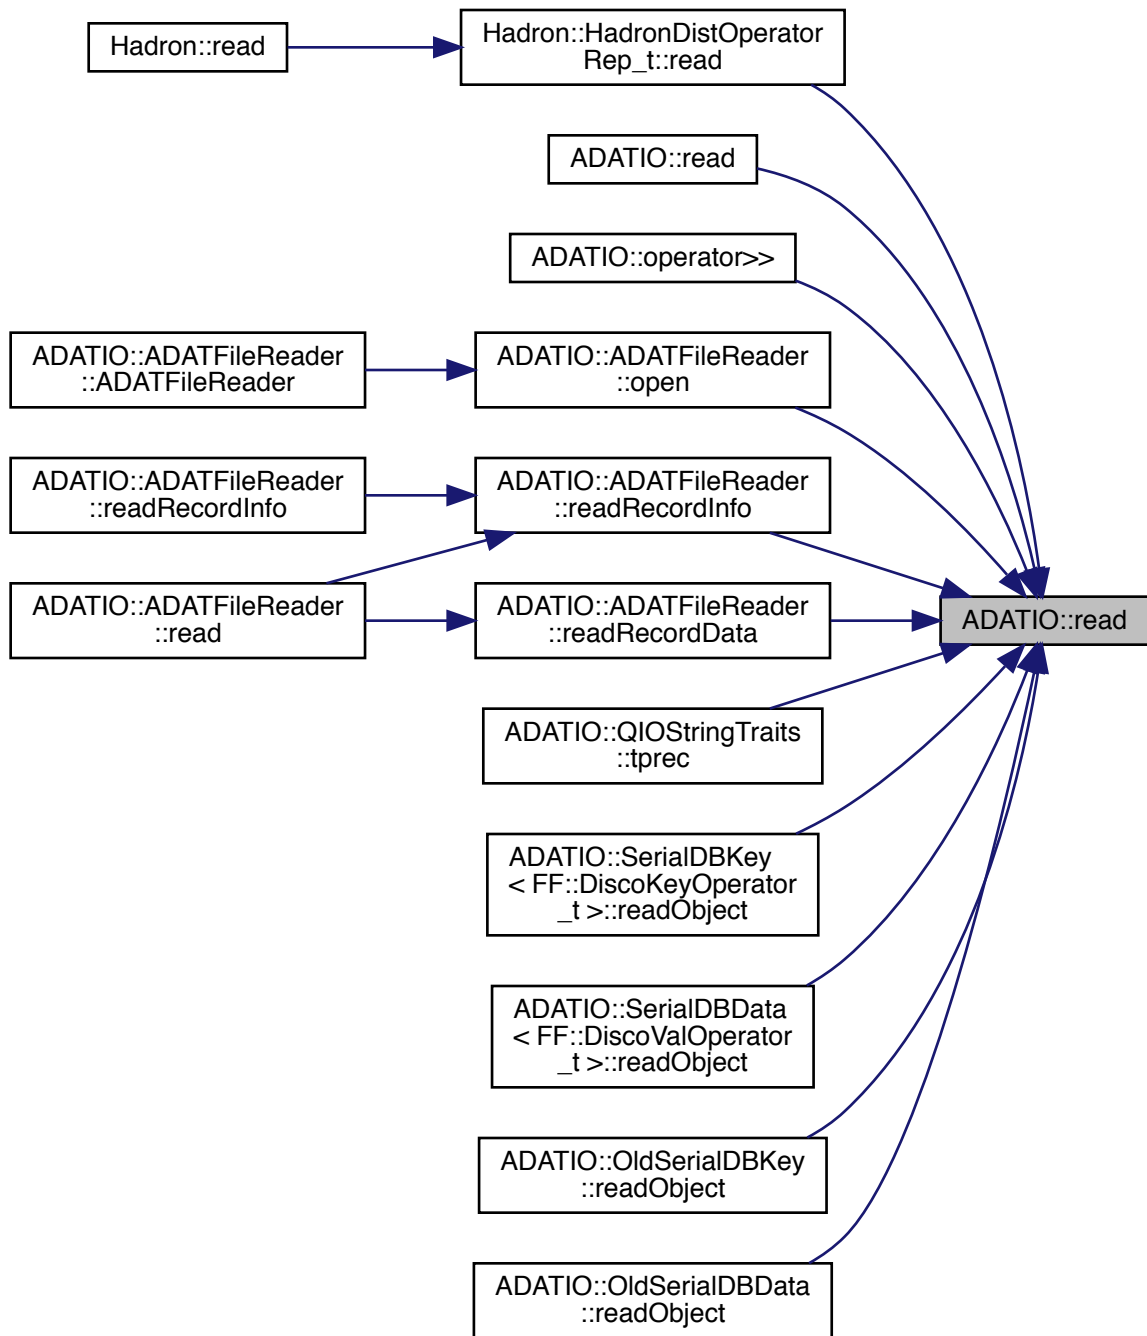 Hadron::read
Hadron::HadronDistOperator
Rep_t::read
ADATIO::read
ADATIO::operator>>
ADATIO::ADATFileReader
::ADATFileReader
ADATIO::ADATFileReader
::open
ADATIO::ADATFileReader
::readRecordInfo
ADATIO::ADATFileReader
::readRecordInfo
ADATIO::ADATFileReader
::read
ADATIO::ADATFileReader
::readRecordData
ADATIO::read
ADATIO::QIOStringTraits
::tprec
ADATIO::SerialDBKey
< FF::DiscoKeyOperator
_t >::readObject
ADATIO::SerialDBData
< FF::DiscoValOperator
_t >::readObject
ADATIO::OldSerialDBKey
::readObject
ADATIO::OldSerialDBData
::readObject